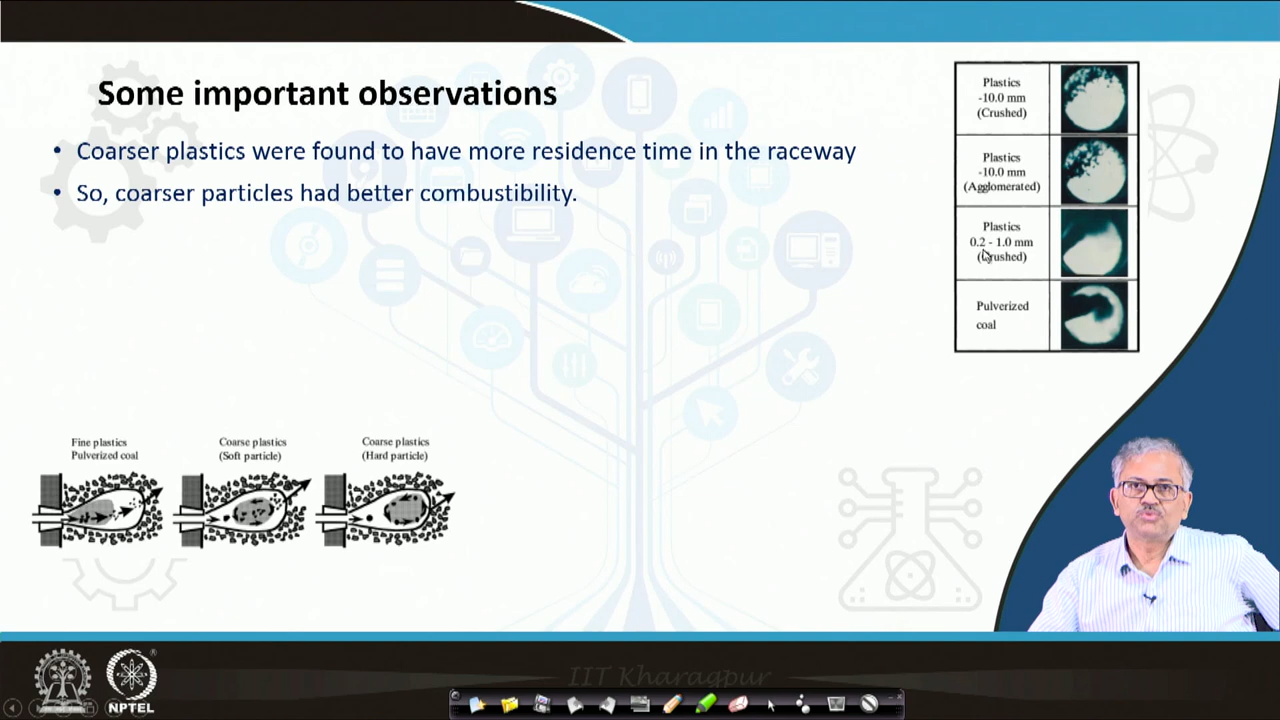 Some important observations
• Coarser plastics were found to have more residence time in the raceway
• So, coarser particles had better combustibility.
Plastics
-10.0 mm
(Crushed)
Plastics
-10.0 mm
(Agglomerated)
Plastics
0.2 - 1.0 mm
(Crushed)
Pulverized
coal
Fine plastics
Pulverized coal
Coarse plastics
(Soft particle)
Coarse plastics
(Hard particle)
IIT Kharagpur
NPTEL